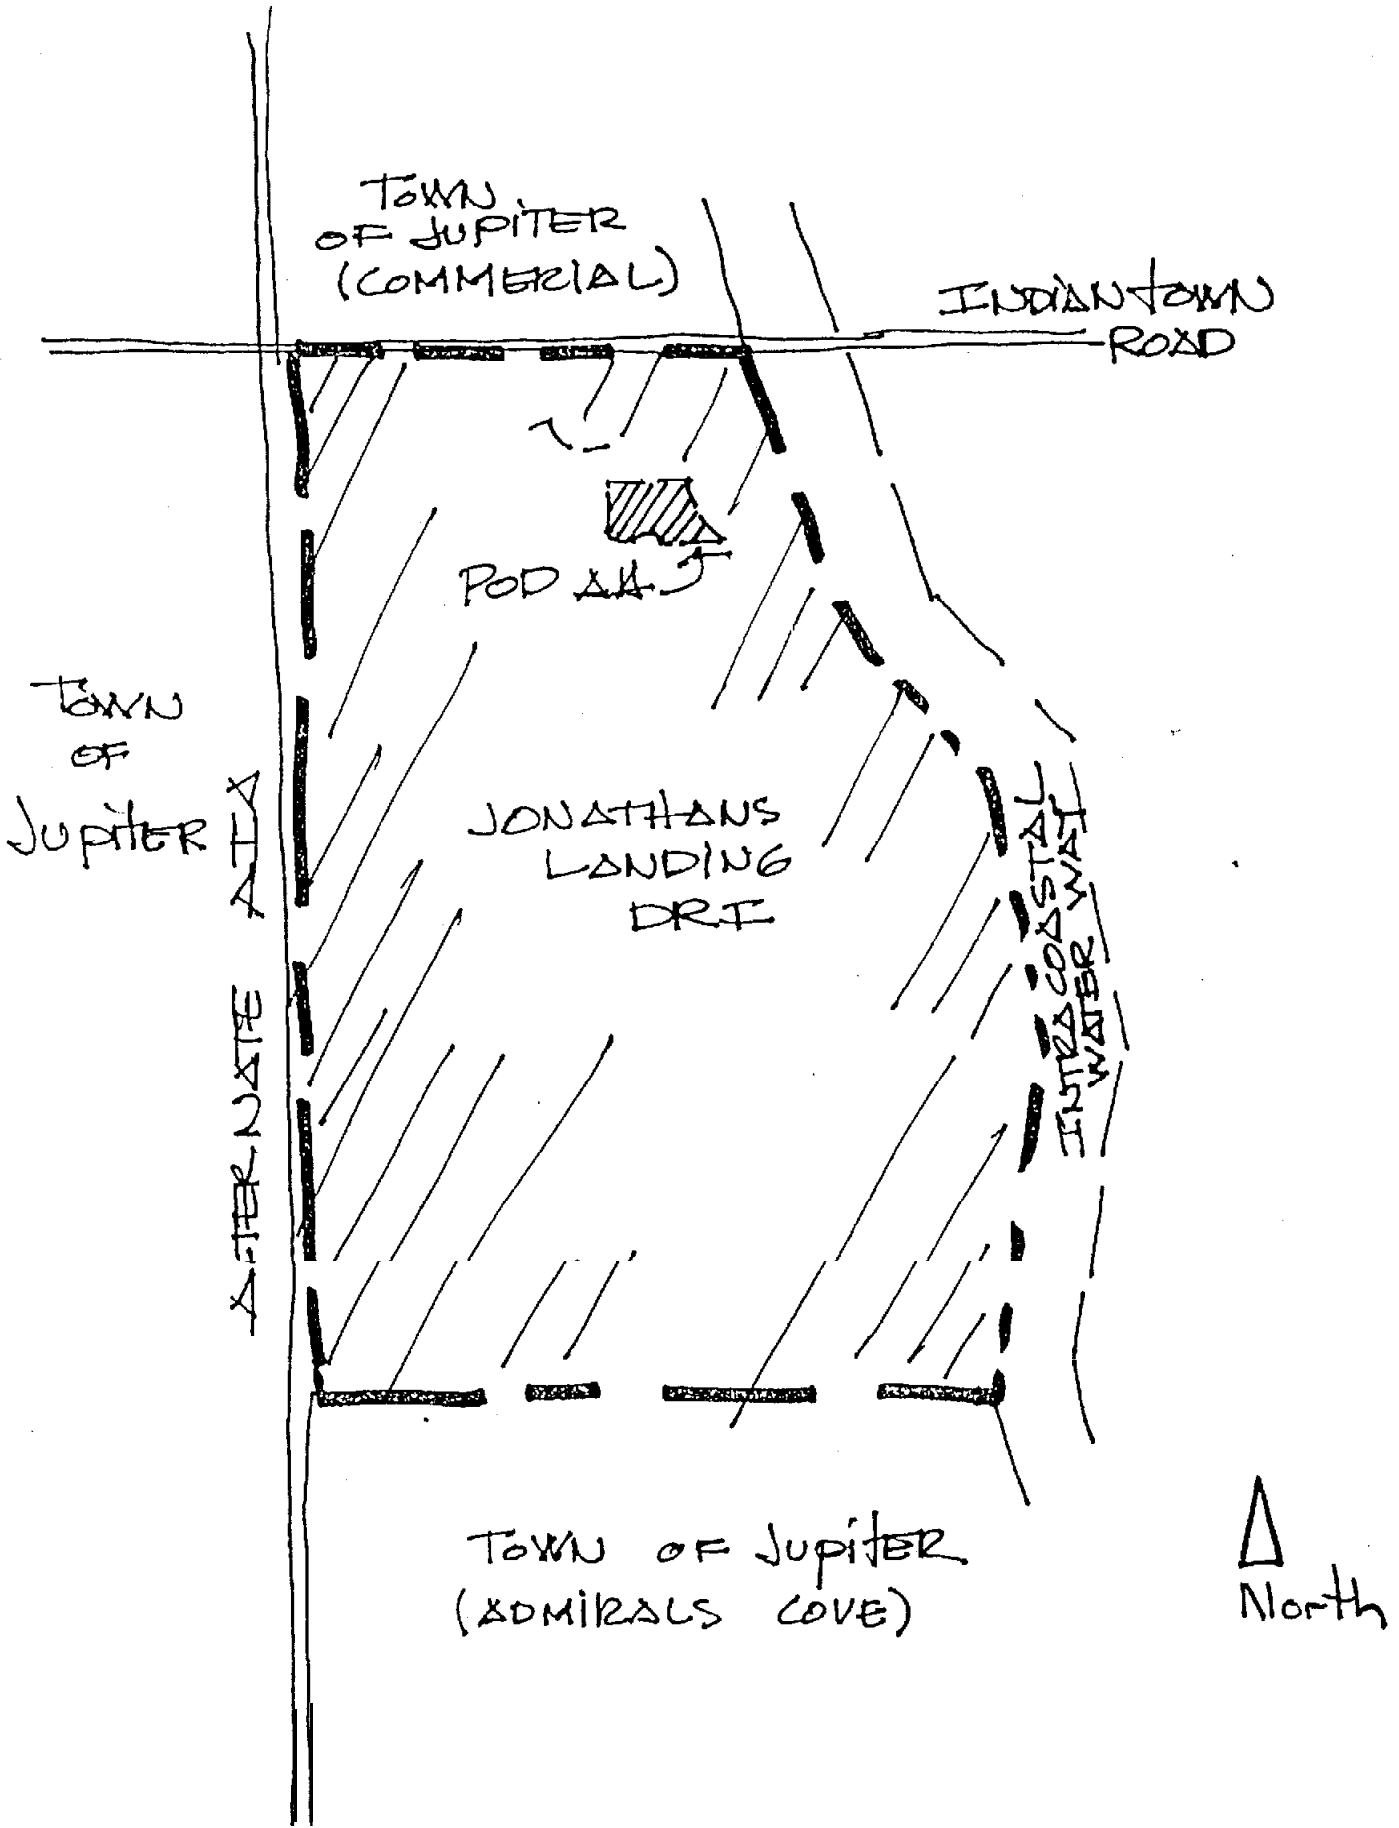 TOWN
OF JUPITER
(COMMERIAL)
INDIANTOWN
ROAD
POD AA
TOWN
OF
JUPITER
ALTERNATE A1A
JONATHANS
LANDING
DRI
INTRACOASTAL
WATER WAY
TOWN OF JUPITER
(ADMIRALS COVE)
North